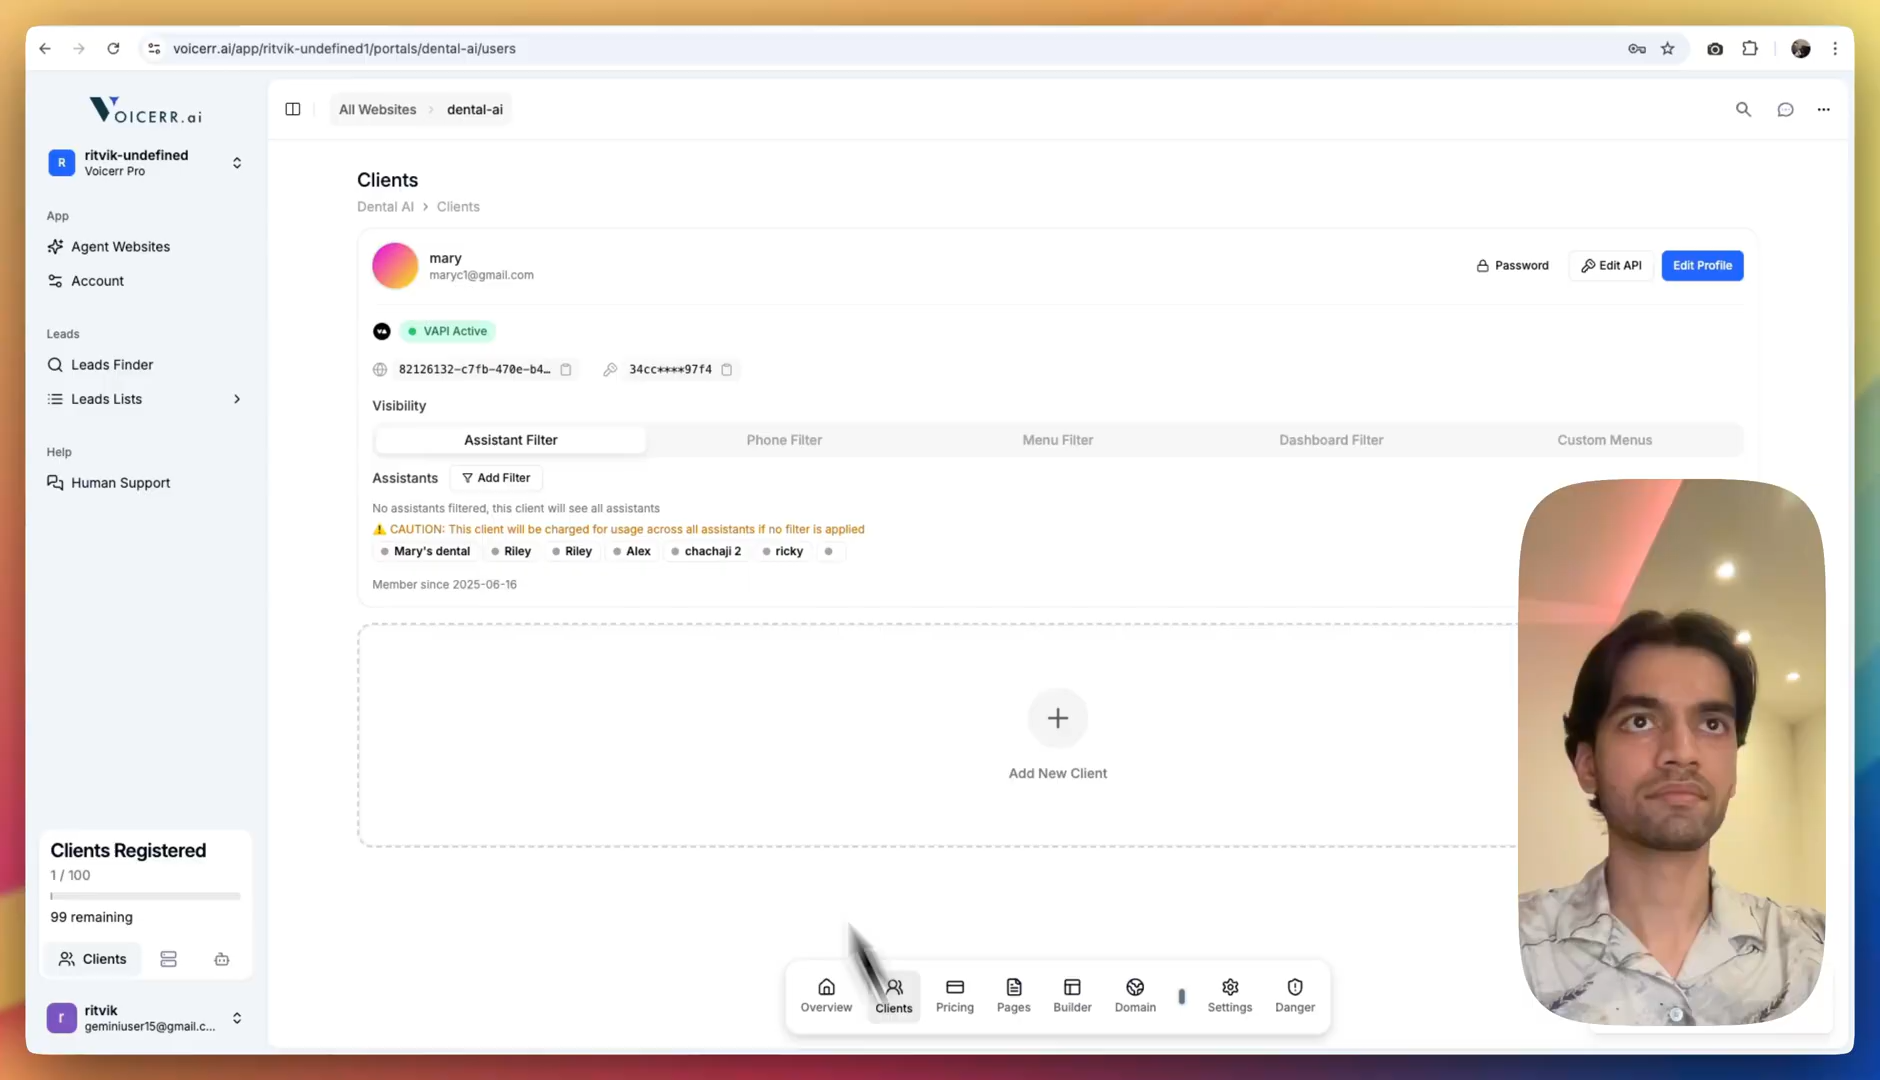 voicerr.ai/app/ritvik-undefined1/portals/dental-ai/users
VOICERR.ai
R
ritvik-undefined
Voicerr Pro
App
Agent Websites
Account
Leads
Leads Finder
Leads Lists
Help
Human Support
Clients Registered
1 / 100
99 remaining
Clients
r
ritvik
geminiuser15@gmail.c...
All Websites > dental-ai
Clients
Dental AI > Clients
mary
maryc1@gmail.com
Password
Edit API
Edit Profile
VAPI Active
82126132-c7fb-470e-b4…
34cc****97f4
Visibility
Assistant Filter
Phone Filter
Menu Filter
Dashboard Filter
Custom Menus
Assistants
Add Filter
No assistants filtered, this client will see all assistants
⚠️ CAUTION: This client will be charged for usage across all assistants if no filter is applied
Mary's dental
Riley
Riley
Alex
chachaji 2
ricky
Member since 2025-06-16
Add New Client
Overview
Clients
Pricing
Pages
Builder
Domain
Settings
Danger